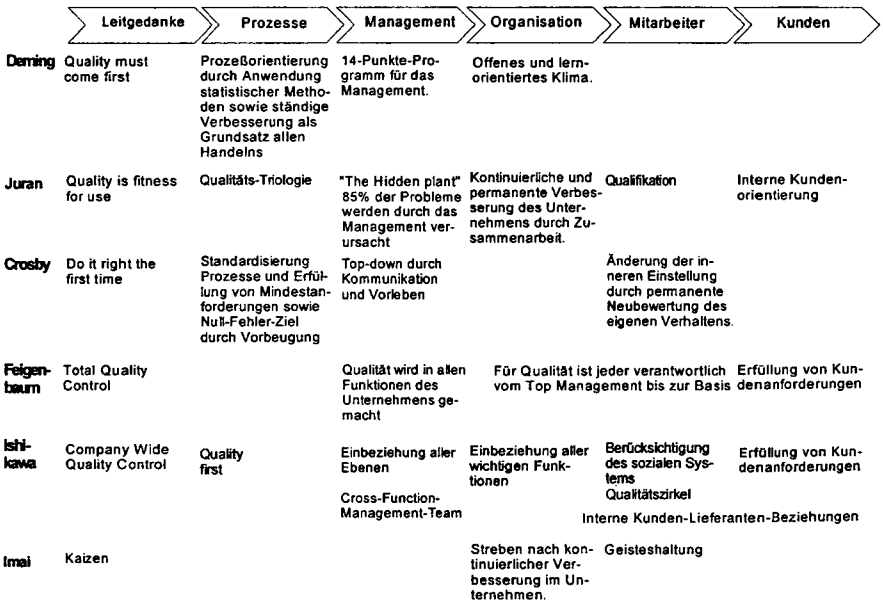 Leitgedanke
Prozesse
Management
Organisation
Mitarbeiter
Kunden
Deming
Quality must
come first
Prozeßorientierung
durch Anwendung
statistischer Metho-
den sowie ständige
Verbesserung als
Grundsatz allen
Handelns
14-Punkte-Pro-
gramm für das
Management.
Offenes und lern-
orientiertes Klima.
Juran
Quality is fitness
for use
Qualitäts-Triologie
"The Hidden plant"
85% der Probleme
werden durch das
Management ver-
ursacht
Kontinuierliche und
permanente Verbes-
serung des Unter-
nehmens durch Zu-
sammenarbeit.
Qualifikation
Interne Kunden-
orientierung
Crosby
Do it right the
first time
Standardisierung
Prozesse und Erfül-
lung von Mindestan-
forderungen sowie
Null-Fehler-Ziel
durch Vorbeugung
Top-down durch
Kommunikation
und Vorleben
Änderung der in-
neren Einstellung
durch permanente
Neubewertung des
eigenen Verhaltens.
Feigen-
baum
Total Quality
Control
Qualität wird in allen
Funktionen des
Unternehmens ge-
macht
Für Qualität ist jeder verantwortlich
vom Top Management bis zur Basis
Erfüllung von Kun-
denanforderungen
Ishi-
kawa
Company Wide
Quality Control
Quality
first
Einbeziehung aller
Ebenen
Cross-Function-
Management-Team
Einbeziehung aller
wichtigen Funk-
tionen
Berücksichtigung
des sozialen Sys-
tems
Qualitätszirkel
Erfüllung von Kun-
denanforderungen
Interne Kunden-Lieferanten-Beziehungen
Imai
Kaizen
Streben nach kon-
tinuierlicher Ver-
besserung im Un-
ternehmen.
Geisteshaltung